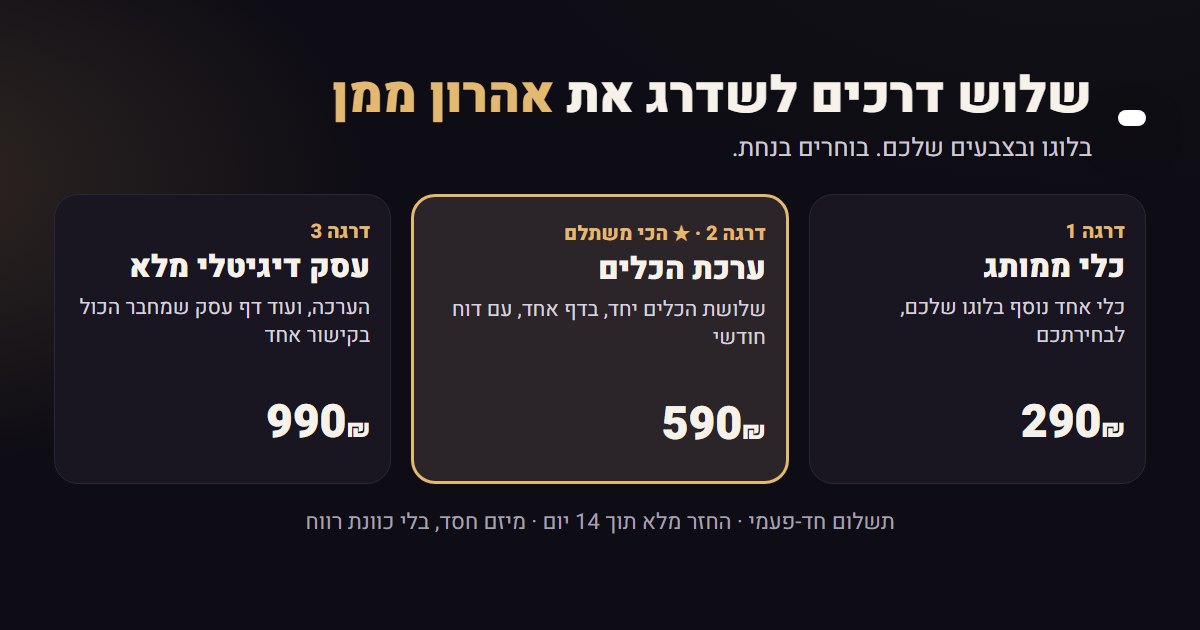 שלוש דרכים לשדרג את אהרון ממן
בלוגו ובצבעים שלכם. בוחרים בנחת.
דרגה 1
כלי ממותג
כלי אחד נוסף בלוגו שלכם,
לבחירתכם
₪290
דרגה 2 · ★ הכי משתלם
ערכת הכלים
שלושת הכלים יחד, בדף אחד, עם דוח
חודשי
₪590
דרגה 3
עסק דיגיטלי מלא
הערכה, ועוד דף עסק שמחבר הכול
בקישור אחד
₪990
תשלום חד-פעמי · החזר מלא תוך 14 יום · מיזם חסד, בלי כוונת רווח